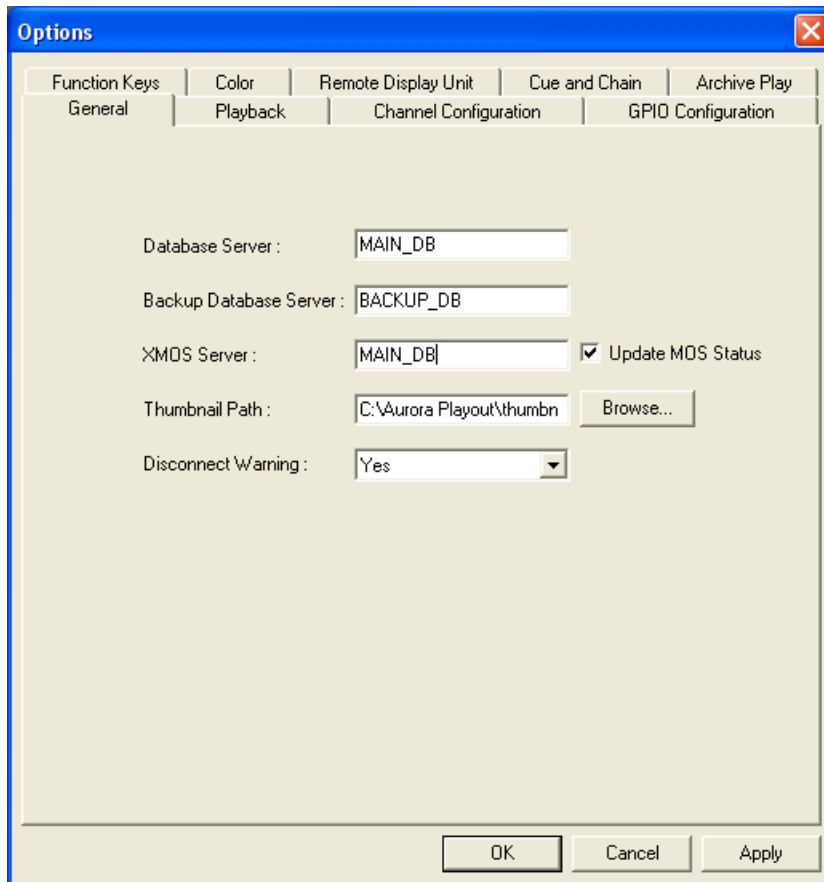 Options
Function Keys Color Remote Display Unit Cue and Chain Archive Play
General Playback Channel Configuration GPIO Configuration
Database Server : MAIN_DB
Backup Database Server : BACKUP_DB
XMOS Server : MAIN_DB Update MOS Status
Thumbnail Path : C:\Aurora Playout\thumbn Browse...
Disconnect Warning : Yes
OK Cancel Apply